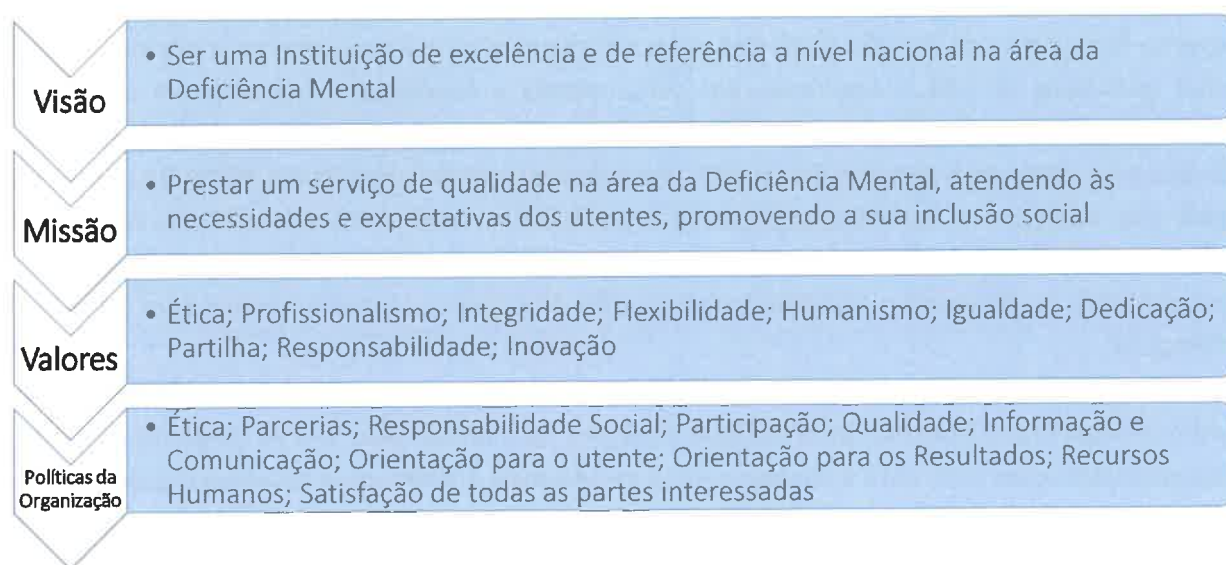 Visão
• Ser uma Instituição de excelência e de referência a nível nacional na área da
Deficiência Mental
Missão
• Prestar um serviço de qualidade na área da Deficiência Mental, atendendo às
necessidades e expectativas dos utentes, promovendo a sua inclusão social
Valores
• Ética; Profissionalismo; Integridade; Flexibilidade; Humanismo; Igualdade; Dedicação;
Partilha; Responsabilidade; Inovação
Políticas da
Organização
• Ética; Parcerias; Responsabilidade Social; Participação; Qualidade; Informação e
Comunicação; Orientação para o utente; Orientação para os Resultados; Recursos
Humanos; Satisfação de todas as partes interessadas